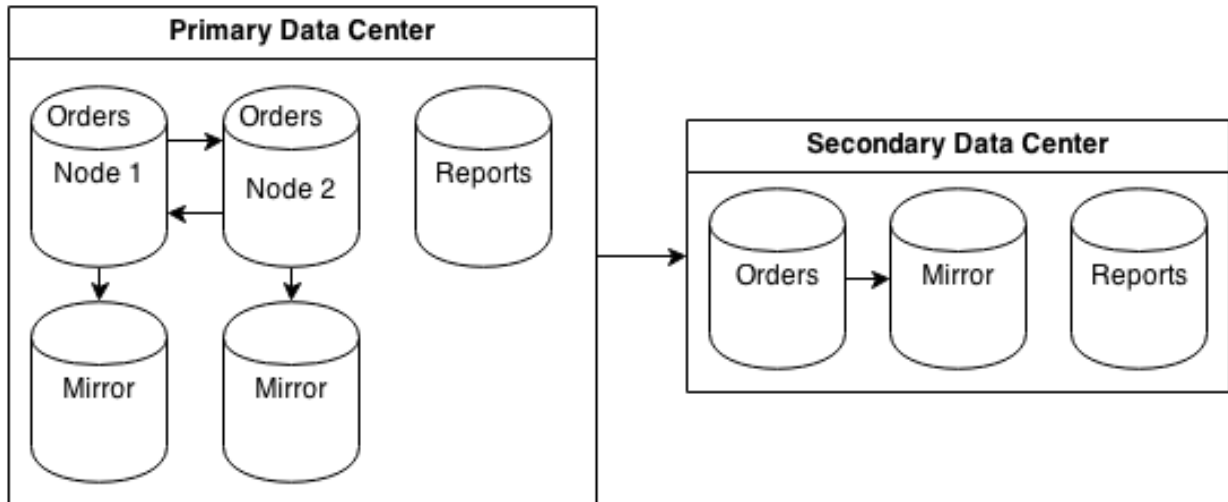 Primary Data Center
Orders
Node 1
Orders
Node 2
Reports
Mirror
Mirror
Secondary Data Center
Orders
Mirror
Reports